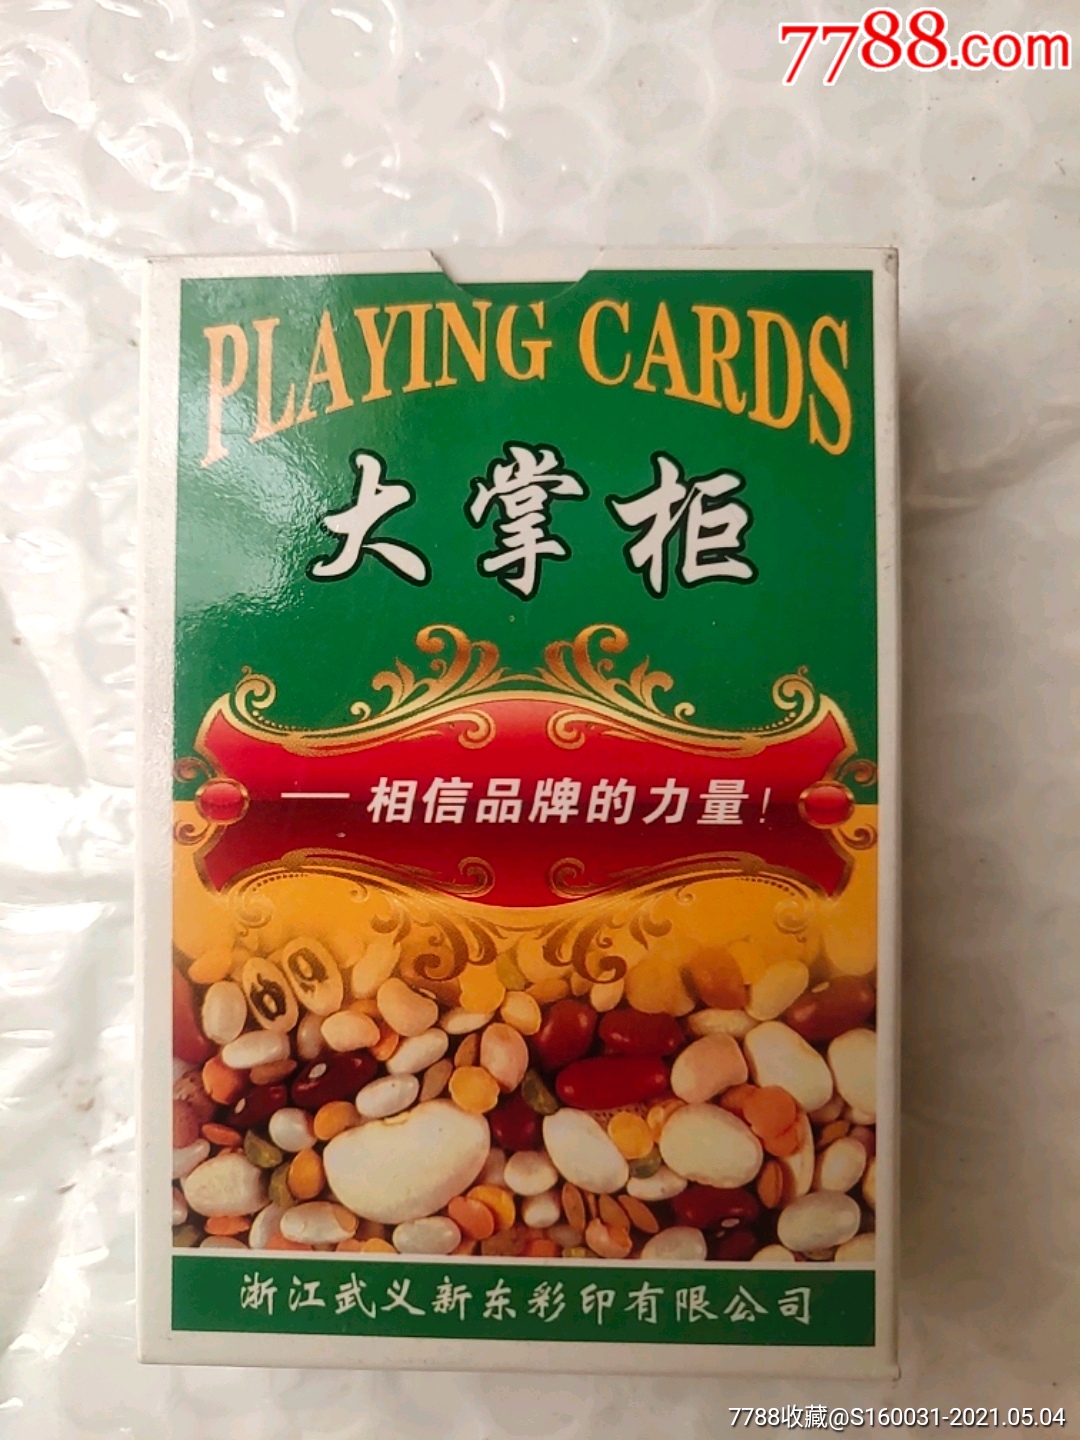 7788.com
PLAYING CARDS
大掌柜
—相信品牌的力量!
浙江武义新东彩印有限公司
7788收藏@S160031-2021.05.04